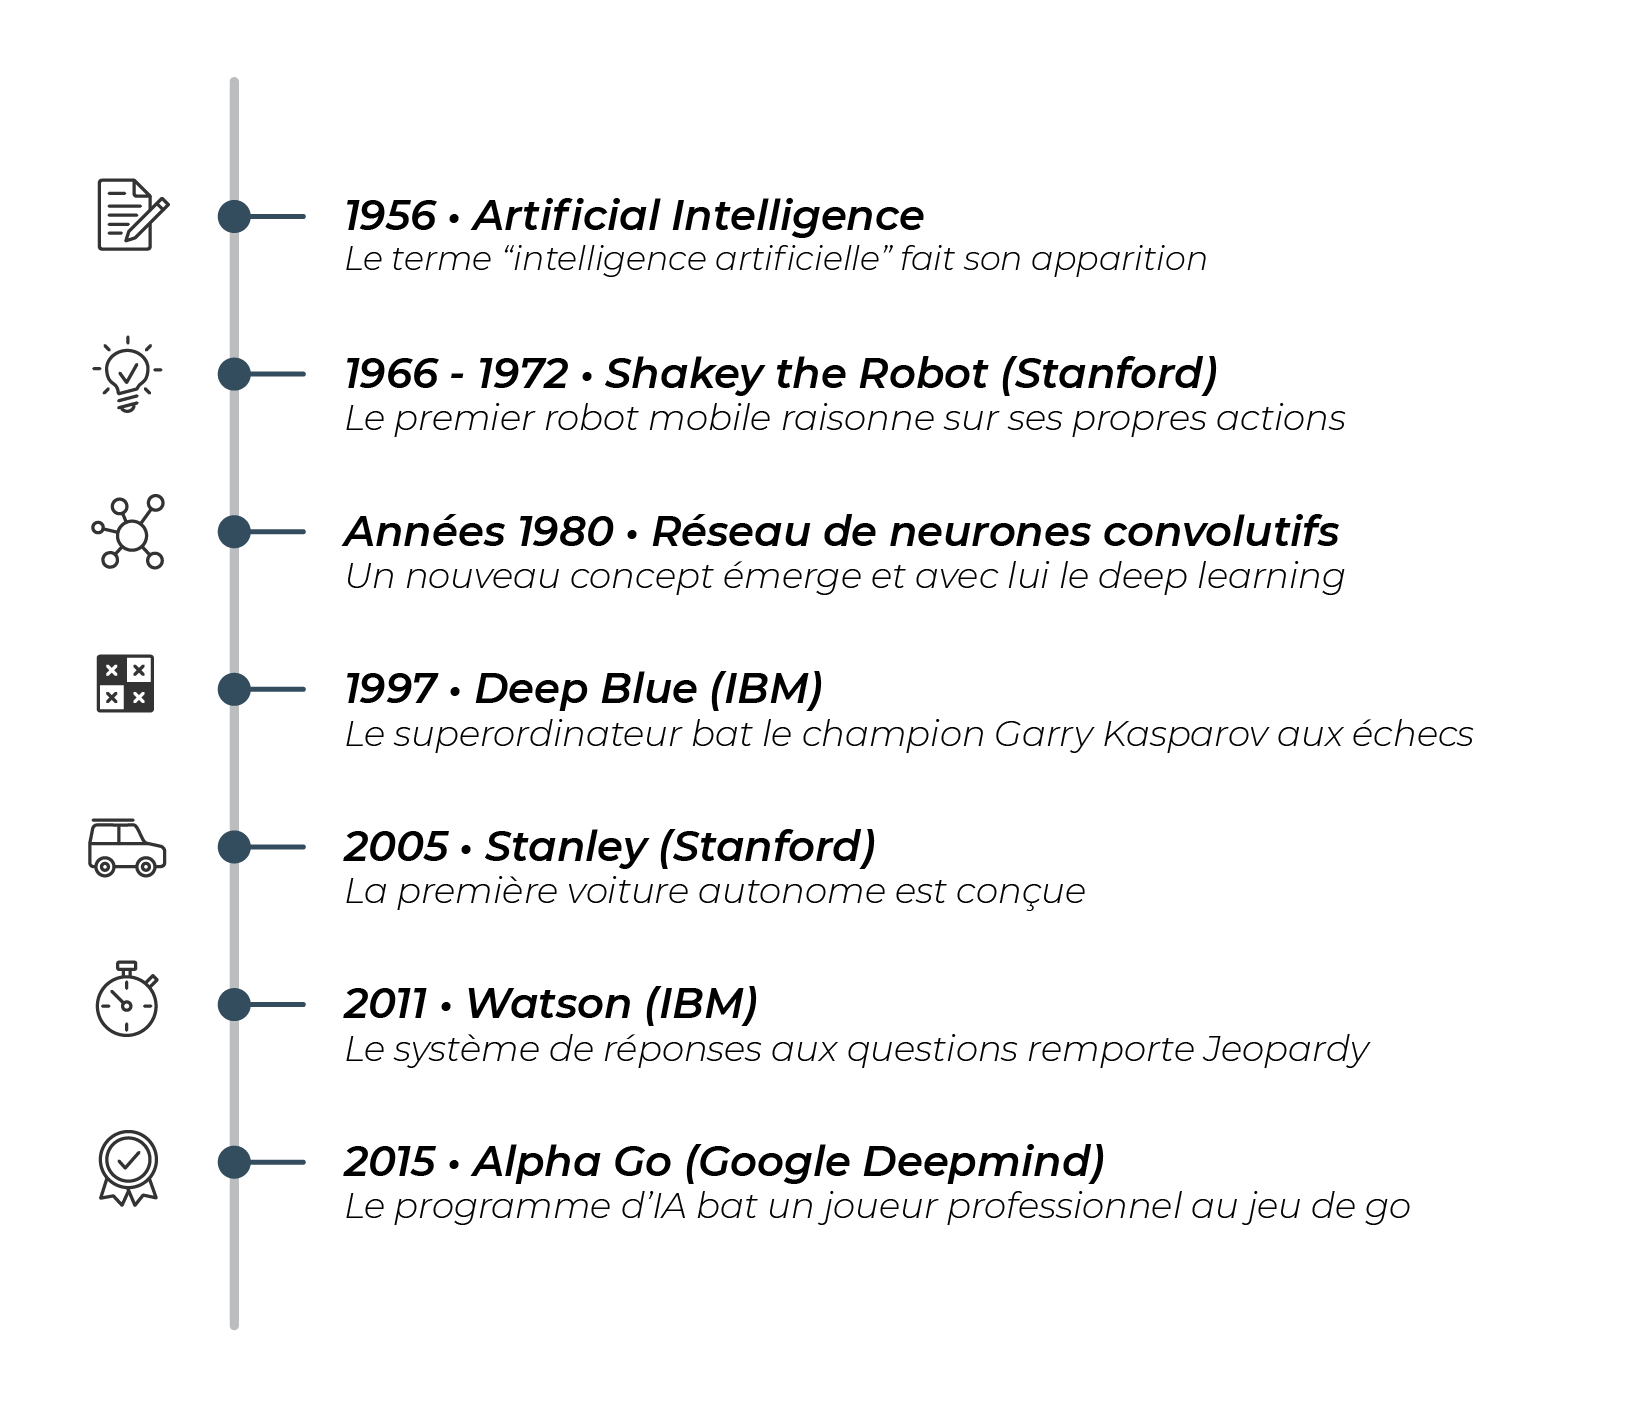 1956 • Artificial Intelligence
Le terme “intelligence artificielle” fait son apparition
1966 - 1972 • Shakey the Robot (Stanford)
Le premier robot mobile raisonne sur ses propres actions
Années 1980 • Réseau de neurones convolutifs
Un nouveau concept émerge et avec lui le deep learning
1997 • Deep Blue (IBM)
Le superordinateur bat le champion Garry Kasparov aux échecs
2005 • Stanley (Stanford)
La première voiture autonome est conçue
2011 • Watson (IBM)
Le système de réponses aux questions remporte Jeopardy
2015 • Alpha Go (Google Deepmind)
Le programme d’IA bat un joueur professionnel au jeu de go